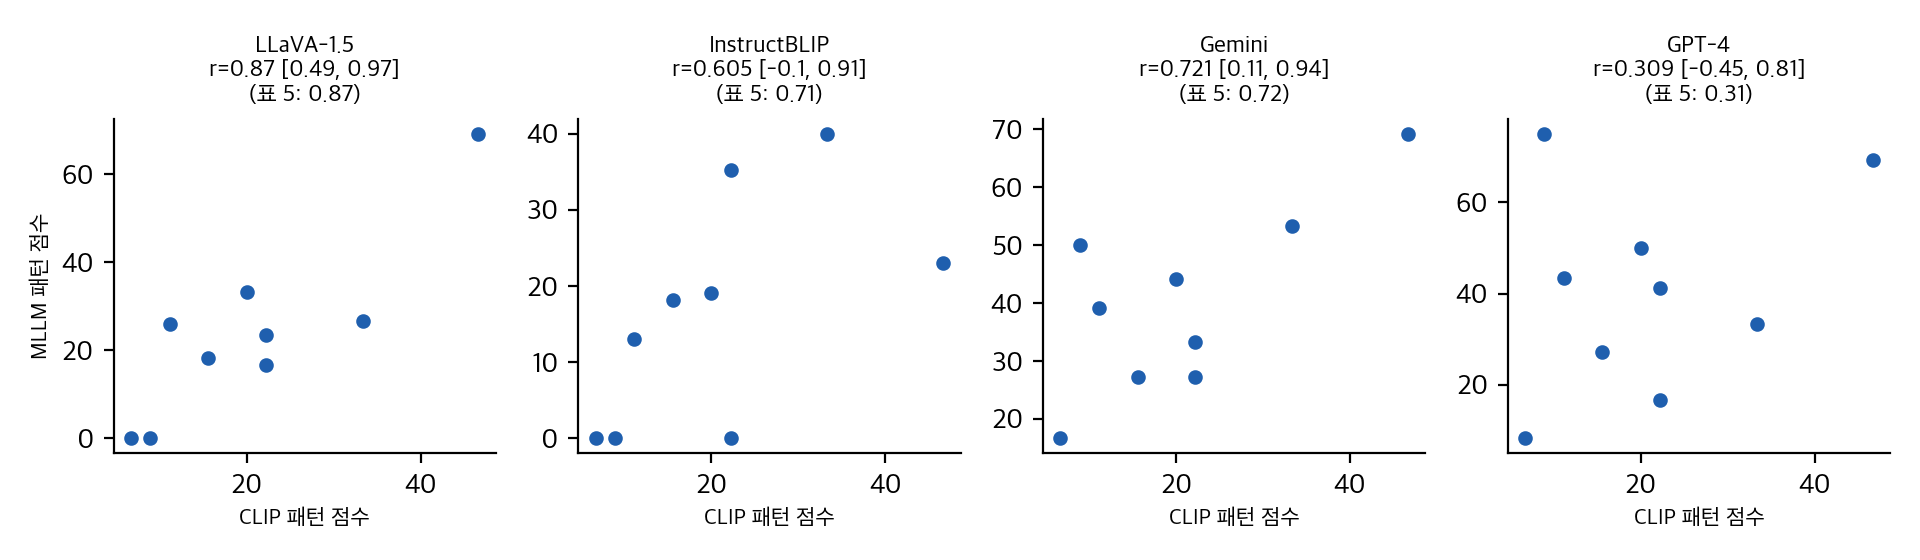 LLaVA-1.5
r=0.87 [0.49, 0.97]
(표 5: 0.87)
MLLM 패턴 점수
60
40
20
0
20 40
CLIP 패턴 점수
InstructBLIP
r=0.605 [-0.1, 0.91]
(표 5: 0.71)
40
30
20
10
0
20 40
CLIP 패턴 점수
Gemini
r=0.721 [0.11, 0.94]
(표 5: 0.72)
70
60
50
40
30
20
20 40
CLIP 패턴 점수
GPT-4
r=0.309 [-0.45, 0.81]
(표 5: 0.31)
60
40
20
20 40
CLIP 패턴 점수